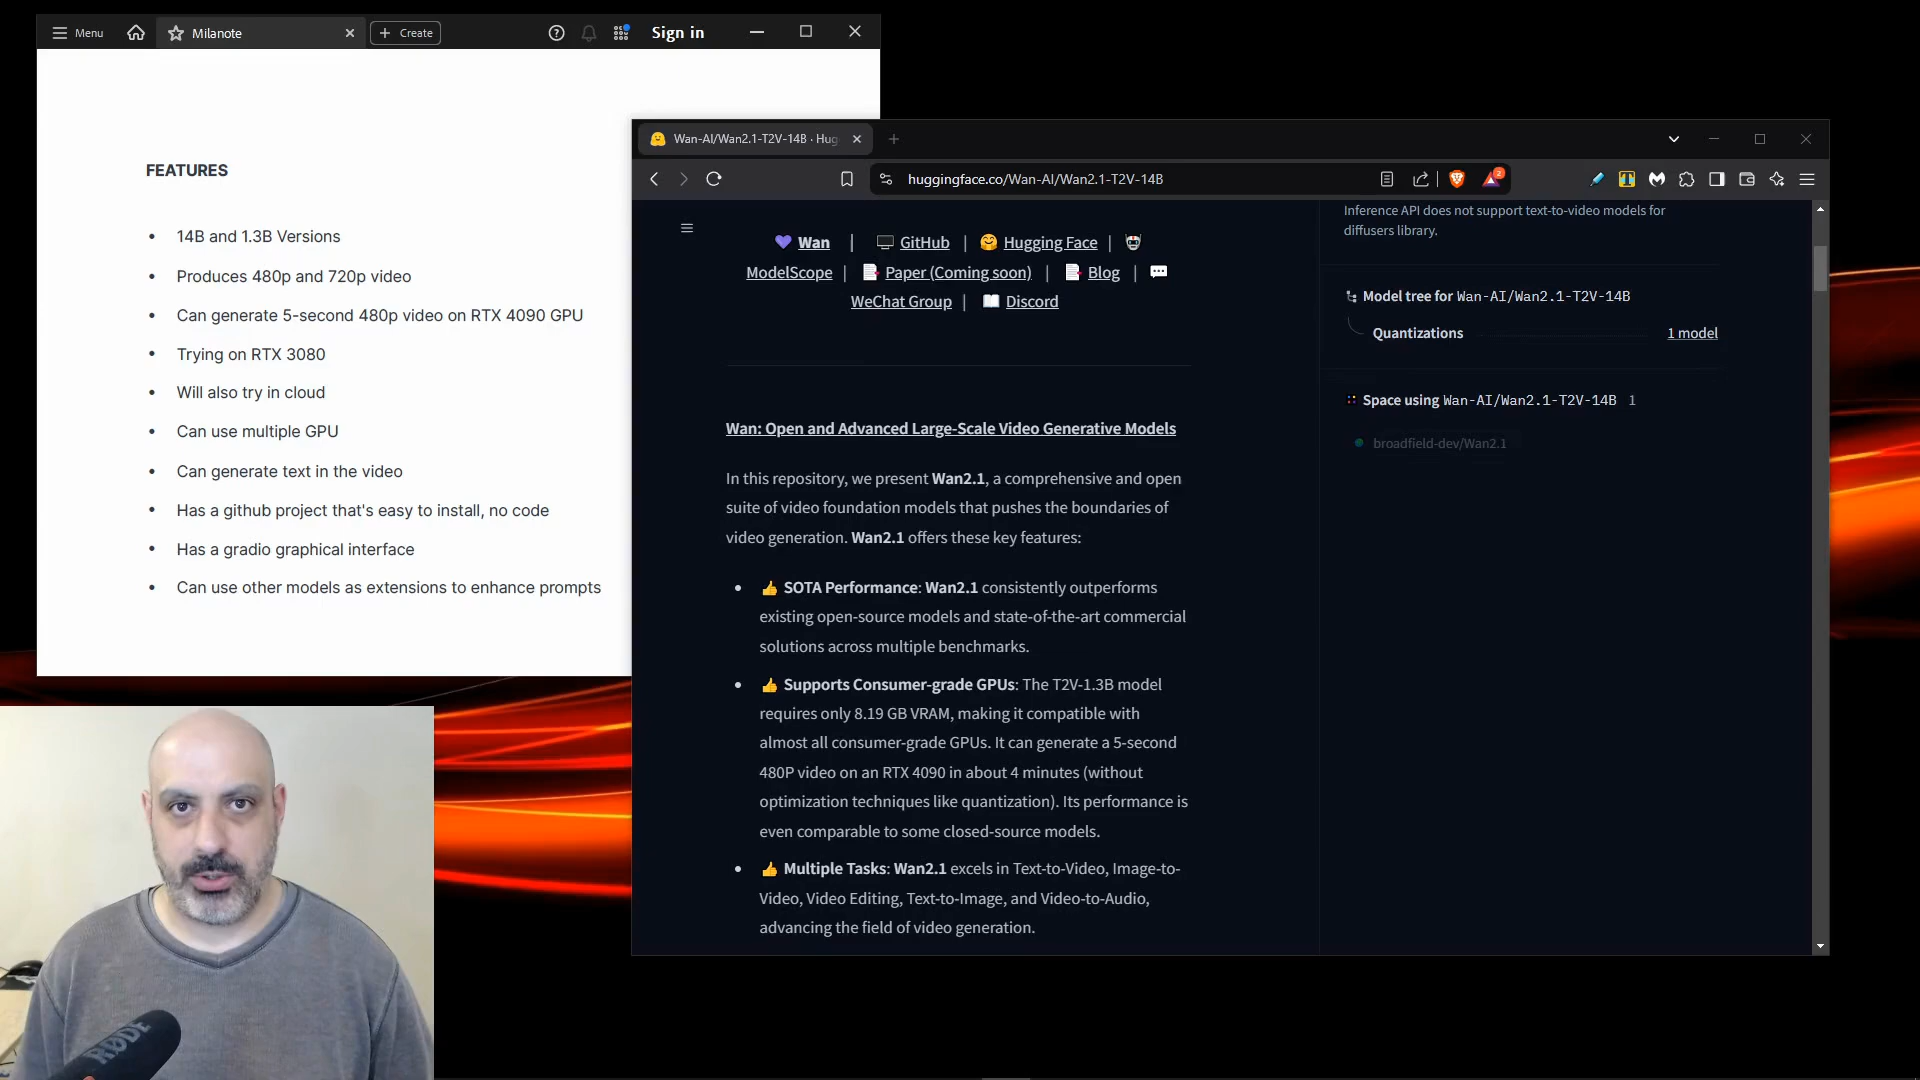 Menu
Milanote
Create
Sign in
FEATURES
• 14B and 1.3B Versions
• Produces 480p and 720p video
• Can generate 5-second 480p video on RTX 4090 GPU
• Trying on RTX 3080
• Will also try in cloud
• Can use multiple GPU
• Can generate text in the video
• Has a github project that's easy to install, no code
• Has a gradio graphical interface
• Can use other models as extensions to enhance prompts
Wan-AI/Wan2.1-T2V-14B · Hug
huggingface.co/Wan-AI/Wan2.1-T2V-14B
2
💜 Wan | 🖥️ GitHub | 🤗 Hugging Face | 🤖
ModelScope | 📑 Paper (Coming soon) | 📑 Blog | 💬
WeChat Group | 📖 Discord
Wan: Open and Advanced Large-Scale Video Generative Models
In this repository, we present Wan2.1, a comprehensive and open
suite of video foundation models that pushes the boundaries of
video generation. Wan2.1 offers these key features:
• 👍 SOTA Performance: Wan2.1 consistently outperforms
existing open-source models and state-of-the-art commercial
solutions across multiple benchmarks.
• 👍 Supports Consumer-grade GPUs: The T2V-1.3B model
requires only 8.19 GB VRAM, making it compatible with
almost all consumer-grade GPUs. It can generate a 5-second
480P video on an RTX 4090 in about 4 minutes (without
optimization techniques like quantization). Its performance is
even comparable to some closed-source models.
• 👍 Multiple Tasks: Wan2.1 excels in Text-to-Video, Image-to-
Video, Video Editing, Text-to-Image, and Video-to-Audio,
advancing the field of video generation.
Inference API does not support text-to-video models for
diffusers library.
Model tree for Wan-AI/Wan2.1-T2V-14B
Quantizations 1 model
Space using Wan-AI/Wan2.1-T2V-14B 1
broadfield-dev/Wan2.1
RØDE